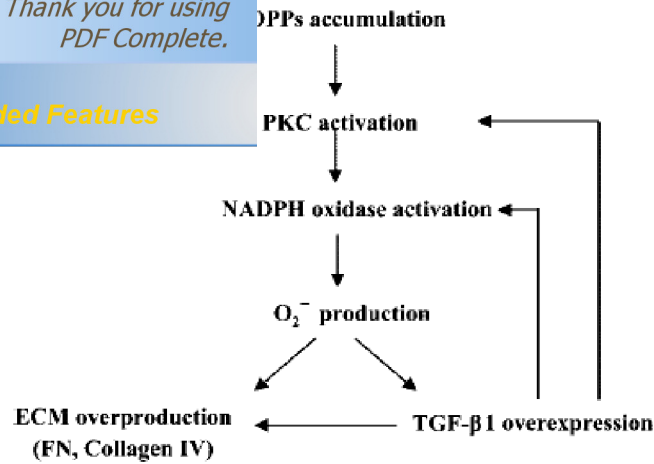 Thank you for using
PDF Complete.
ded Features
OPPs accumulation
PKC activation
NADPH oxidase activation
O₂⁻ production
ECM overproduction
(FN, Collagen IV)
TGF-β1 overexpression